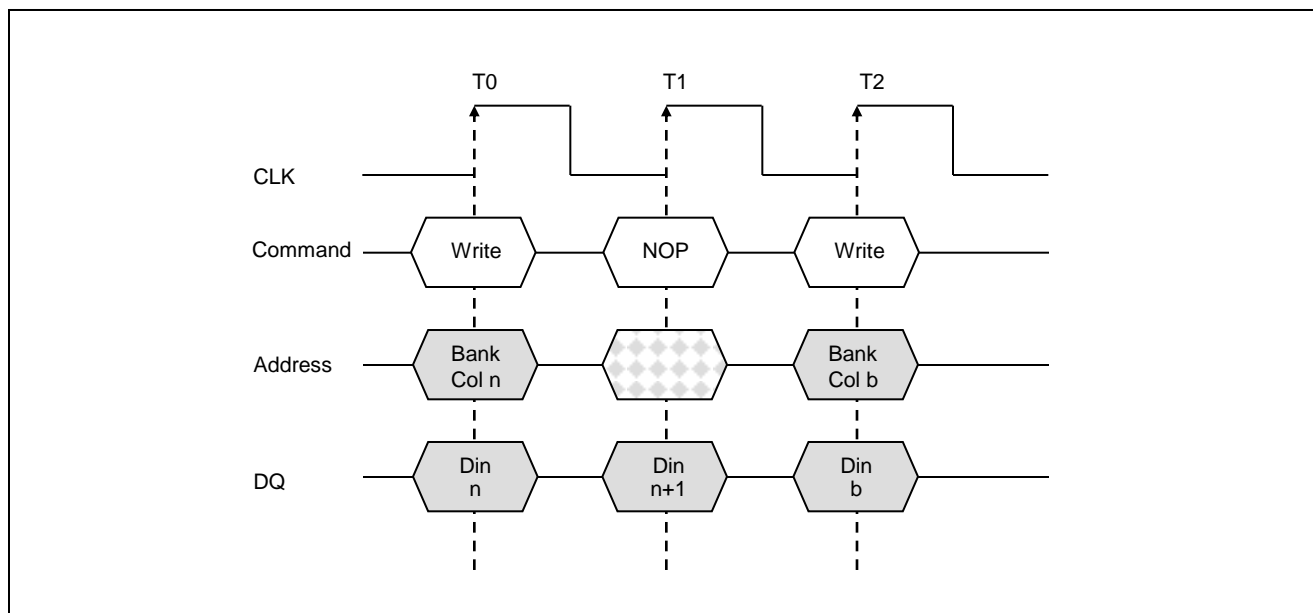 T0 T1 T2
CLK
Command Write NOP Write
Address Bank Col n Bank Col b
DQ Din n Din n+1 Din b